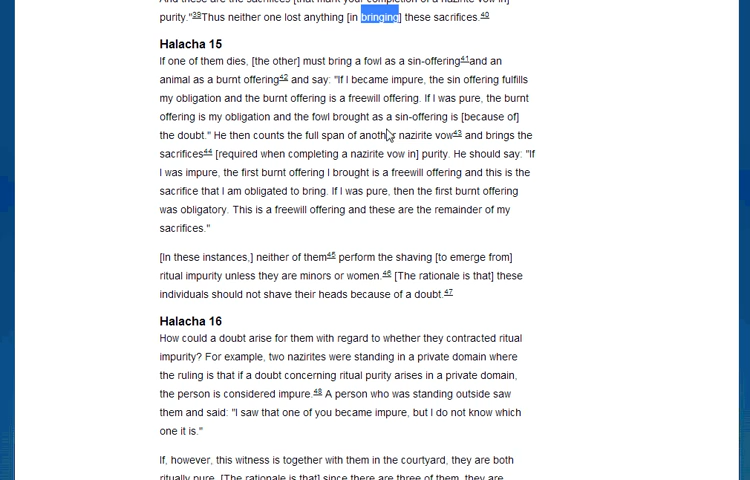 purity."39Thus neither one lost anything [in bringing] these sacrifices.40
Halacha 15
If one of them dies, [the other] must bring a fowl as a sin-offering41and an
animal as a burnt offering42 and say: "If I became impure, the sin offering fulfills
my obligation and the burnt offering is a freewill offering. If I was pure, the burnt
offering is my obligation and the fowl brought as a sin-offering is [because of]
the doubt." He then counts the full span of another nazirite vow43 and brings the
sacrifices44 [required when completing a nazirite vow in] purity. He should say: "If
I was impure, the first burnt offering I brought is a freewill offering and this is the
sacrifice that I am obligated to bring. If I was pure, then the first burnt offering
was obligatory. This is a freewill offering and these are the remainder of my
sacrifices."
[In these instances,] neither of them45 perform the shaving [to emerge from]
ritual impurity unless they are minors or women.46 [The rationale is that] these
individuals should not shave their heads because of a doubt.47
Halacha 16
How could a doubt arise for them with regard to whether they contracted ritual
impurity? For example, two nazirites were standing in a private domain where
the ruling is that if a doubt concerning ritual purity arises in a private domain,
the person is considered impure.48 A person who was standing outside saw
them and said: "I saw that one of you became impure, but I do not know which
one it is."
If, however, this witness is together with them in the courtyard, they are both
ritually pure. [The rationale is that] since there are three of them, they are